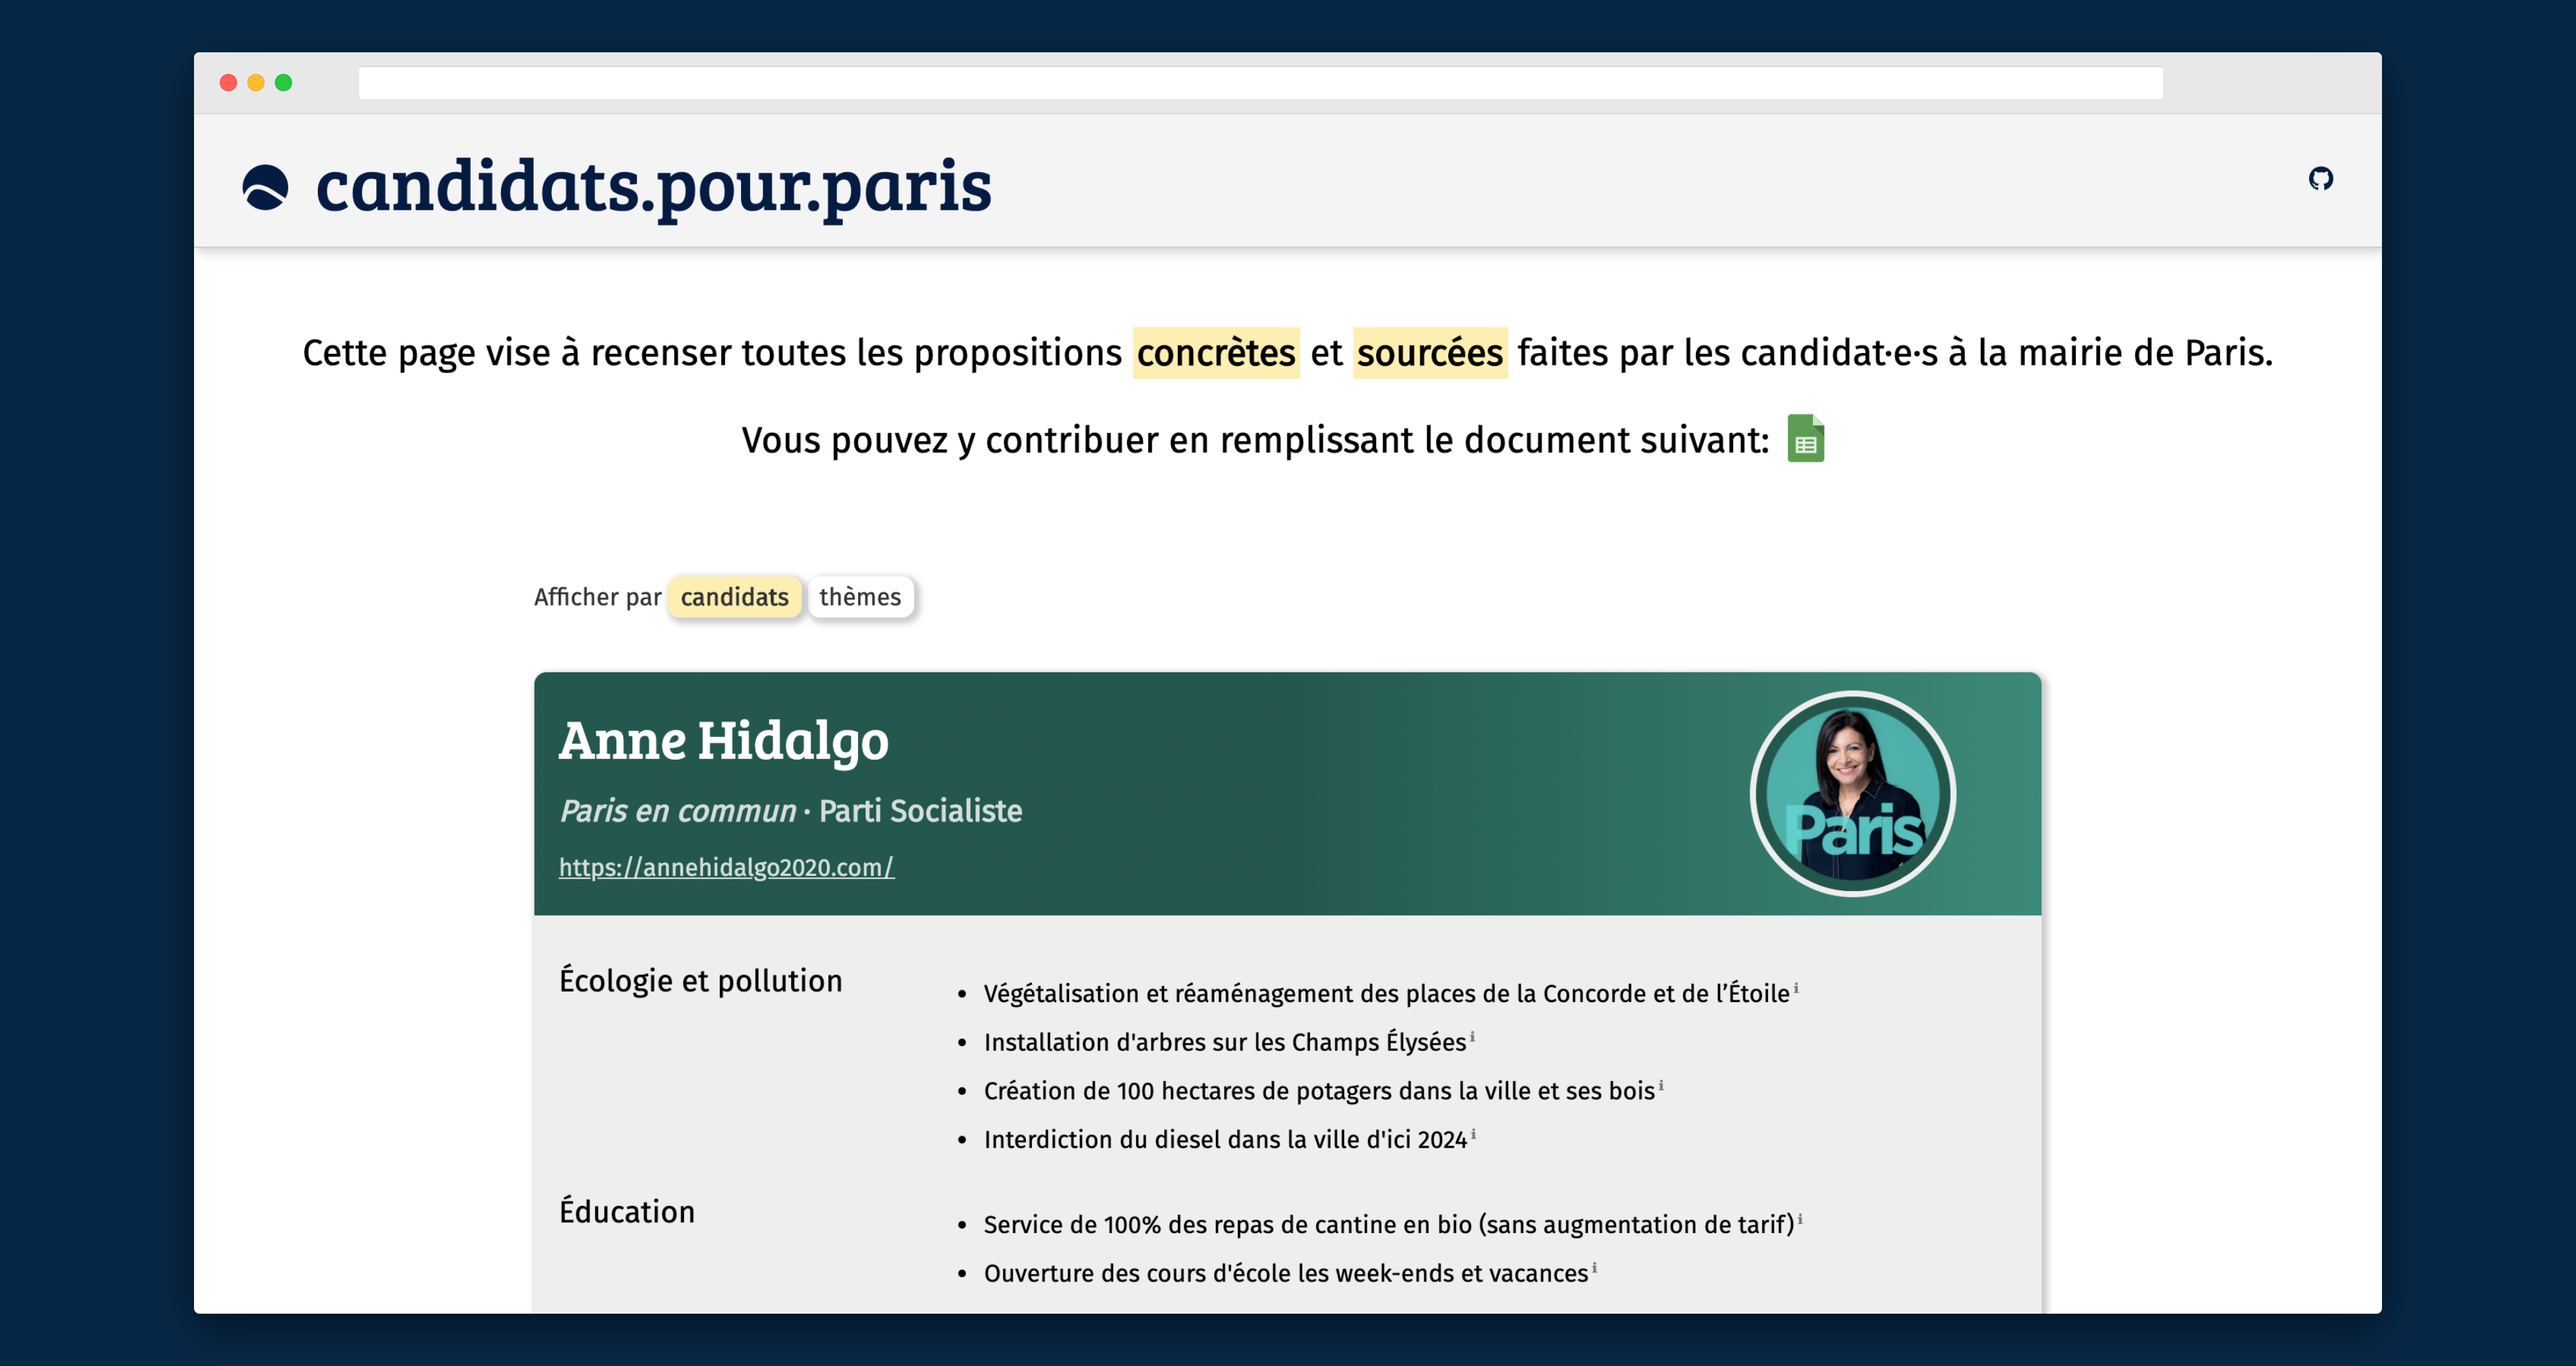 candidats.pour.paris
Cette page vise à recenser toutes les propositions concrètes et sourcées faites par les candidat·e·s à la mairie de Paris.
Vous pouvez y contribuer en remplissant le document suivant:
Afficher par candidats thèmes
Anne Hidalgo
Paris en commun · Parti Socialiste
https://annehidalgo2020.com/
Paris
Écologie et pollution
• Végétalisation et réaménagement des places de la Concorde et de l’Étoile i
• Installation d'arbres sur les Champs Élysées i
• Création de 100 hectares de potagers dans la ville et ses bois i
• Interdiction du diesel dans la ville d'ici 2024 i
Éducation
• Service de 100% des repas de cantine en bio (sans augmentation de tarif) i
• Ouverture des cours d'école les week-ends et vacances i